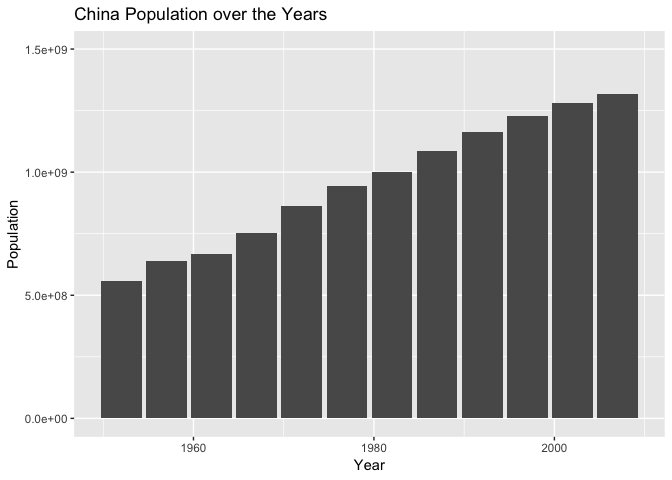 China Population over the Years
1.5e+09
1.0e+09
5.0e+08
0.0e+00
Population
1960
1980
2000
Year